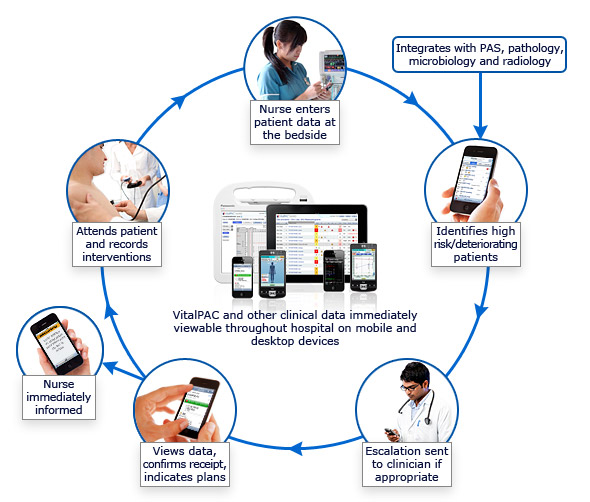 Integrates with PAS, pathology,
microbiology and radiology
Nurse enters
patient data at
the bedside
Identifies high
risk/deteriorating
patients
Escalation sent
to clinician if
appropriate
Views data,
confirms receipt,
indicates plans
Nurse
immediately
informed
Attends patient
and records
interventions
VitalPAC and other clinical data immediately
viewable throughout hospital on mobile and
desktop devices